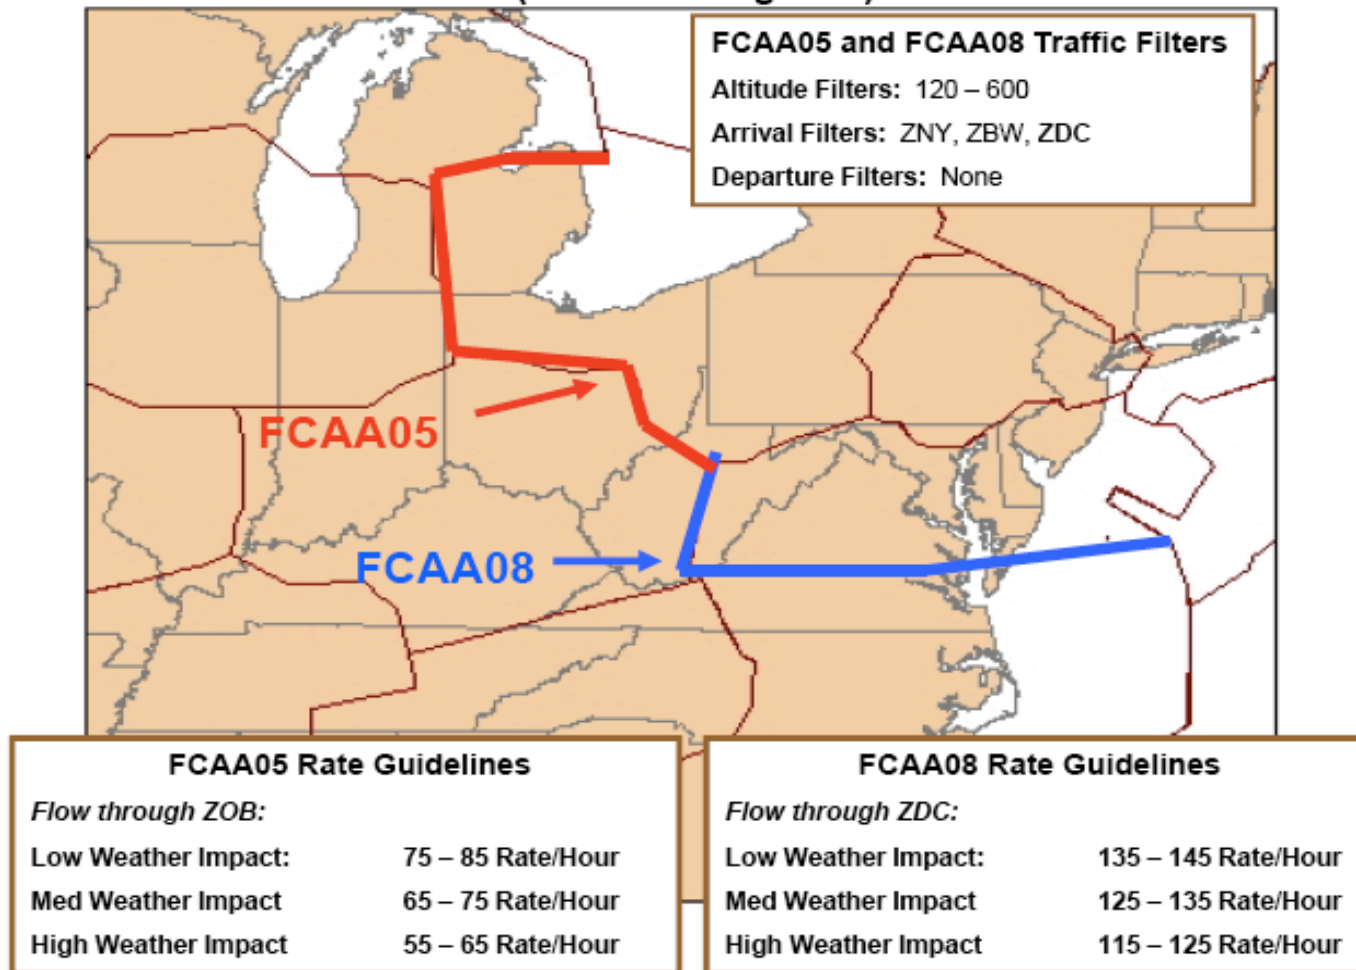 FCAA05 and FCAA08 Traffic Filters
Altitude Filters: 120 – 600
Arrival Filters: ZNY, ZBW, ZDC
Departure Filters: None
FCAA05
FCAA08
FCAA05 Rate Guidelines
Flow through ZOB:
Low Weather Impact: 75 – 85 Rate/Hour
Med Weather Impact 65 – 75 Rate/Hour
High Weather Impact 55 – 65 Rate/Hour
FCAA08 Rate Guidelines
Flow through ZDC:
Low Weather Impact: 135 – 145 Rate/Hour
Med Weather Impact 125 – 135 Rate/Hour
High Weather Impact 115 – 125 Rate/Hour